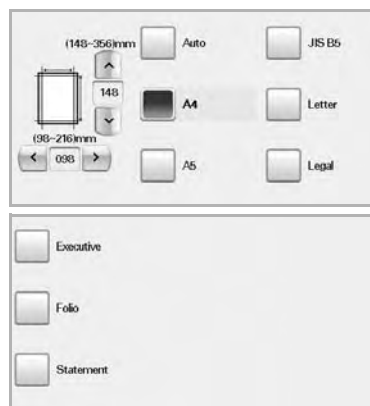 (148~356)mm
Auto
JIS B5
148
A4
Letter
(98~216)mm
098
A5
Legal
Executive
Folio
Statement